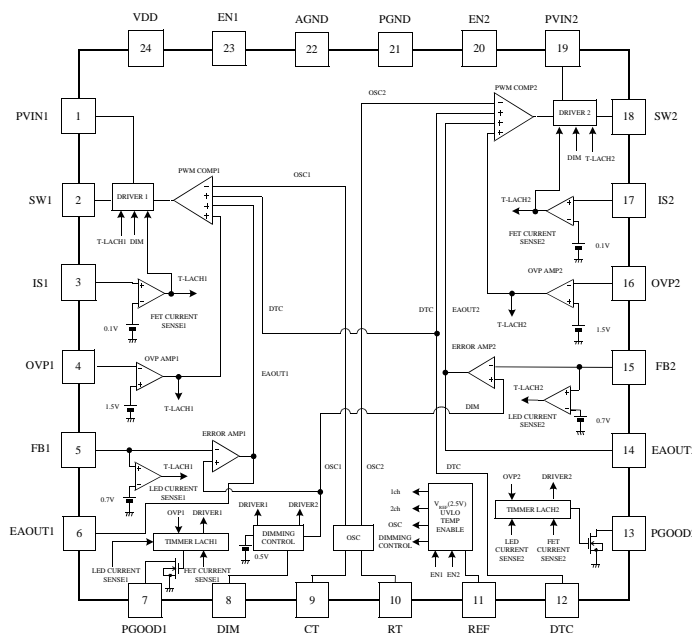 VDD
EN1
AGND
PGND
EN2
PVIN2
24
23
22
21
20
19
OSC2
PWM COMP2
PVIN1
1
DRIVER 2
18
SW2
DIM
T-LACH2
PWM COMP1
OSC1
SW1
2
DRIVER 1
T-LACH1 DIM
T-LACH2
17
IS2
FET CURRENT
SENSE2
0.1V
IS1
3
T-LACH1
FET CURRENT
SENSE1
0.1V
OVP AMP2
16
OVP2
DTC
DTC
EAOUT2
T-LACH2
1.5V
OVP1
4
OVP AMP1
T-LACH1
1.5V
EAOUT1
ERROR AMP2
15
FB2
T-LACH2
LED CURRENT
SENSE2
0.7V
DIM
FB1
5
ERROR AMP1
T-LACH1
LED CURRENT
SENSE1
0.7V
OSC1
OSC2
DTC
14
EAOUT2
EAOUT1
6
OVP1
DRIVER1
TIMMER LACH1
LED CURRENT
SENSE1
FET CURRENT
SENSE1
DRIVER1
DRIVER2
DIMMING
CONTROL
0.5V
OSC
1ch
2ch
OSC
DIMMING
CONTROL
VREF(2.5V)
UVLO
TEMP
ENABLE
EN1 EN2
OVP2
DRIVER2
TIMMER LACH2
LED
CURRENT
SENSE2
FET
CURRENT
SENSE2
13
PGOOD2
7
8
9
10
11
12
PGOOD1
DIM
CT
RT
REF
DTC